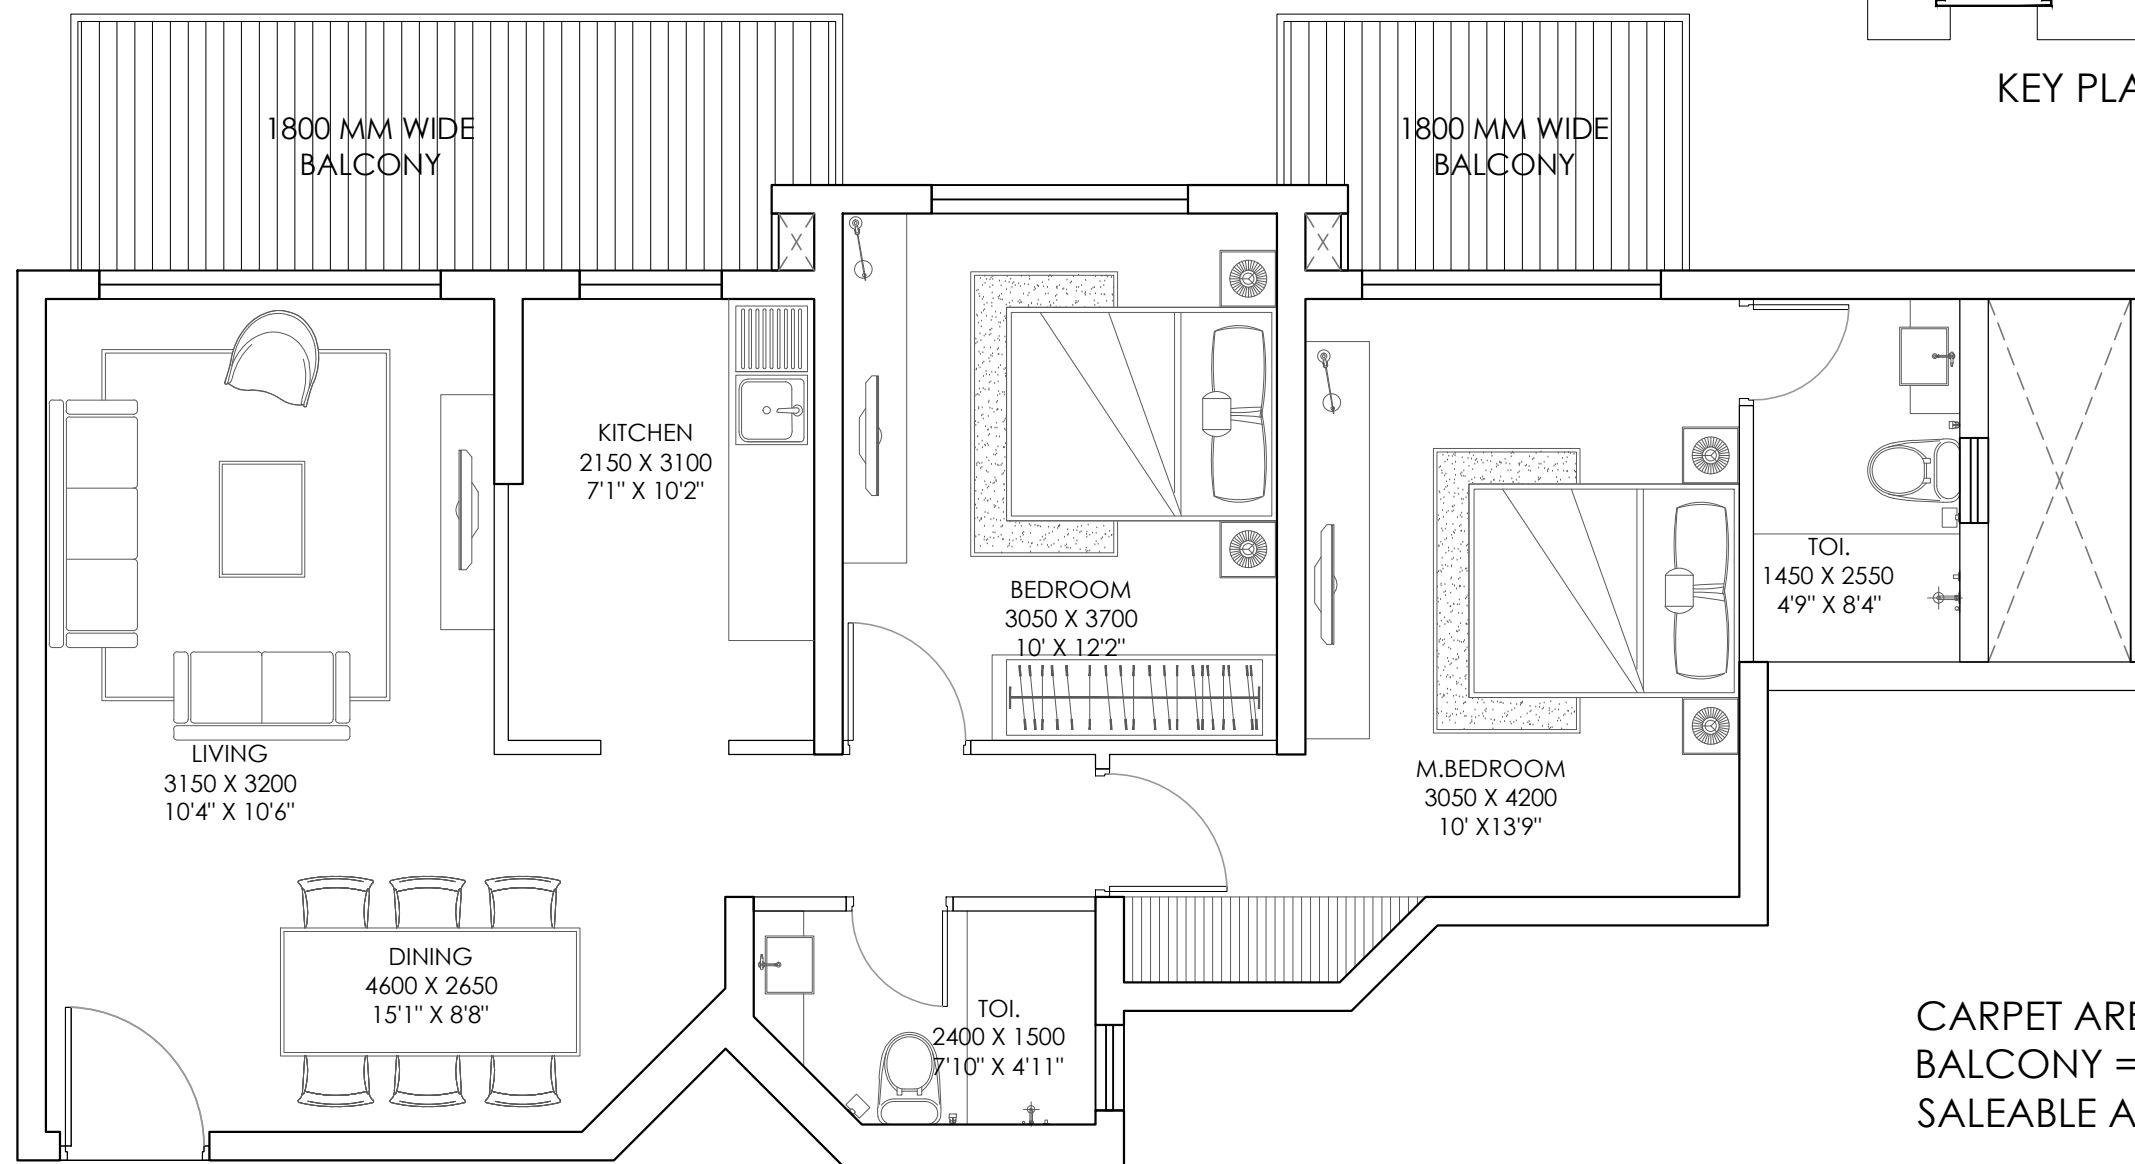 1800 MM WIDE
BALCONY
1800 MM WIDE
BALCONY
KEY PLA
KITCHEN
2150 X 3100
7'1" X 10'2"
BEDROOM
3050 X 3700
10' X 12'2"
TOI.
1450 X 2550
4'9" X 8'4"
LIVING
3150 X 3200
10'4" X 10'6"
M.BEDROOM
3050 X 4200
10' X13'9"
DINING
4600 X 2650
15'1" X 8'8"
TOI.
2400 X 1500
7'10" X 4'11"
CARPET ARE
BALCONY =
SALEABLE A